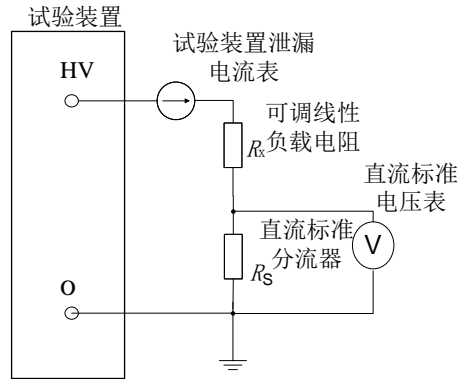 试验装置
HV
试验装置泄漏
电流表
可调线性
Rx 负载电阻
直流标准
电压表
直流标准
分流器
V
RS
O